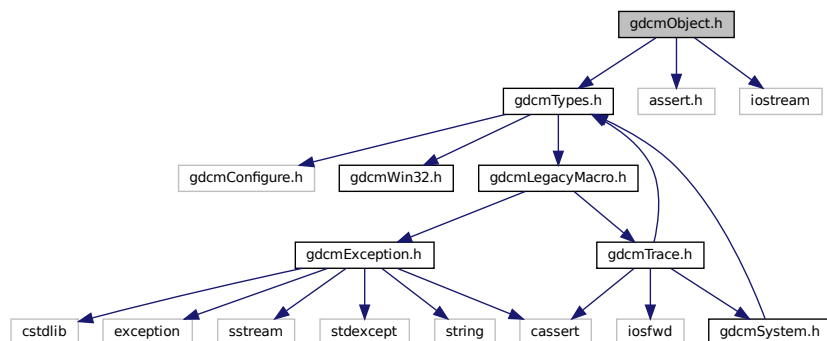 gdcmObject.h
gdcmTypes.h
assert.h
iostream
gdcmConfigure.h
gdcmWin32.h
gdcmLegacyMacro.h
gdcmException.h
gdcmTrace.h
cstdlib
exception
sstream
stdexcept
string
cassert
iosfwd
gdcmSystem.h